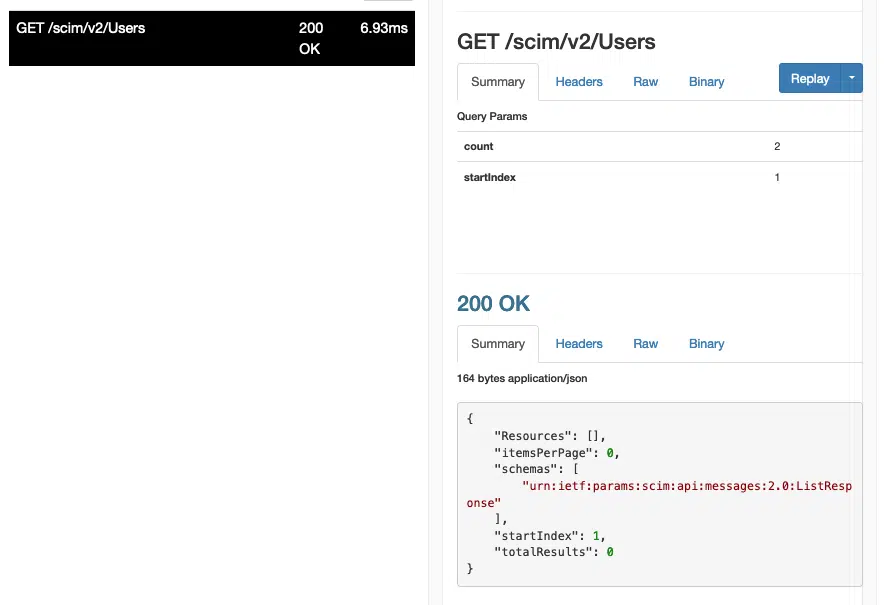 GET /scim/v2/Users 200 OK 6.93ms
GET /scim/v2/Users
Summary Headers Raw Binary Replay
Query Params
count 2
startIndex 1
200 OK
Summary Headers Raw Binary
164 bytes application/json
{
    "Resources": [],
    "itemsPerPage": 0,
    "schemas": [
        "urn:ietf:params:scim:api:messages:2.0:ListResp
onse"
    ],
    "startIndex": 1,
    "totalResults": 0
}